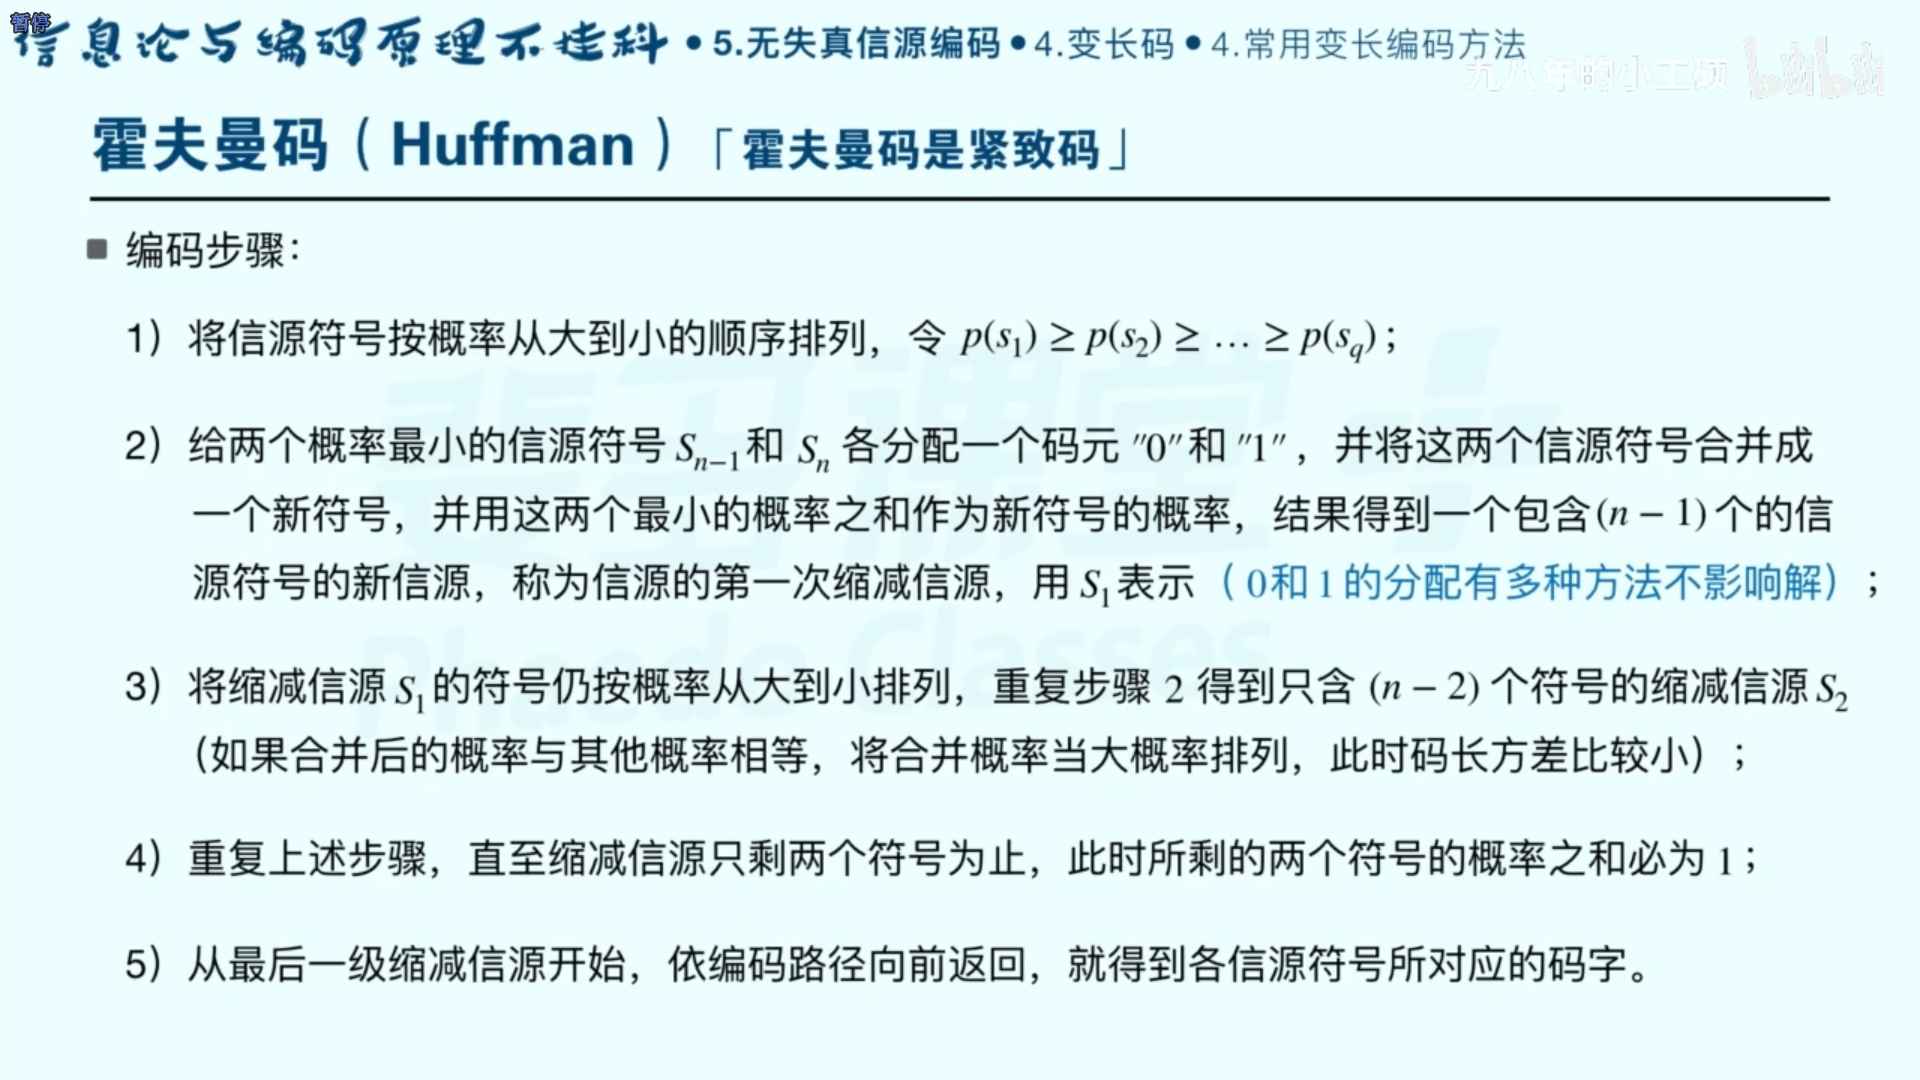 暂停
信息论与编码原理不挂科 •5.无失真信源编码•4.变长码•4.常用变长编码方法
九八年的小工硕 bilibili
霍夫曼码（Huffman）「霍夫曼码是紧致码」
■ 编码步骤：
1）将信源符号按概率从大到小的顺序排列，令 p(s₁) ≥ p(s₂) ≥ … ≥ p(s_q)；
2）给两个概率最小的信源符号 S_{n−1} 和 S_n 各分配一个码元 ″0″ 和 ″1″，并将这两个信源符号合并成
一个新符号，并用这两个最小的概率之和作为新符号的概率，结果得到一个包含(n − 1)个的信
源符号的新信源，称为信源的第一次缩减信源，用 S₁ 表示（0和 1 的分配有多种方法不影响解）；
3）将缩减信源 S₁ 的符号仍按概率从大到小排列，重复步骤 2 得到只含 (n − 2) 个符号的缩减信源 S₂
（如果合并后的概率与其他概率相等，将合并概率当大概率排列，此时码长方差比较小）；
4）重复上述步骤，直至缩减信源只剩两个符号为止，此时所剩的两个符号的概率之和必为 1；
5）从最后一级缩减信源开始，依编码路径向前返回，就得到各信源符号所对应的码字。
斐多课堂
Phaedo Classes